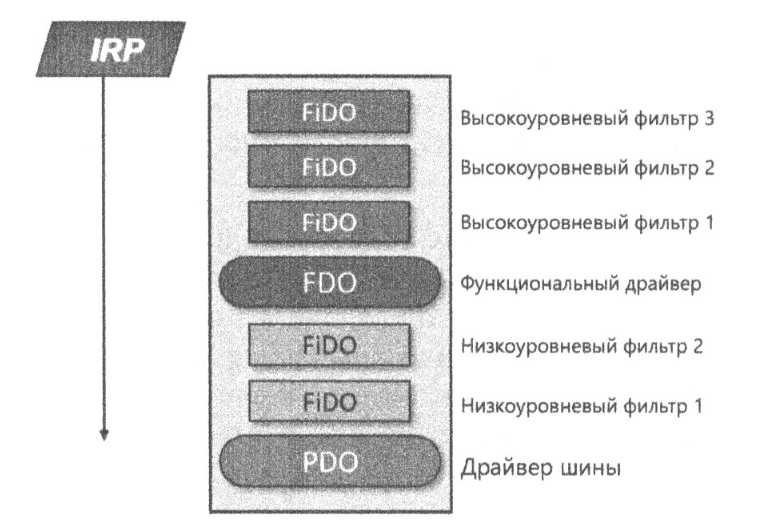 IRP
FiDO Высокоуровневый фильтр 3
FiDO Высокоуровневый фильтр 2
FiDO Высокоуровневый фильтр 1
FDO Функциональный драйвер
FiDO Низкоуровневый фильтр 2
FiDO Низкоуровневый фильтр 1
PDO Драйвер шины